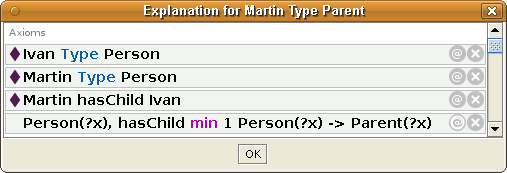 Explanation for Martin Type Parent
Axioms
Ivan Type Person
Martin Type Person
Martin hasChild Ivan
Person(?x), hasChild min 1 Person(?x) -> Parent(?x)
OK